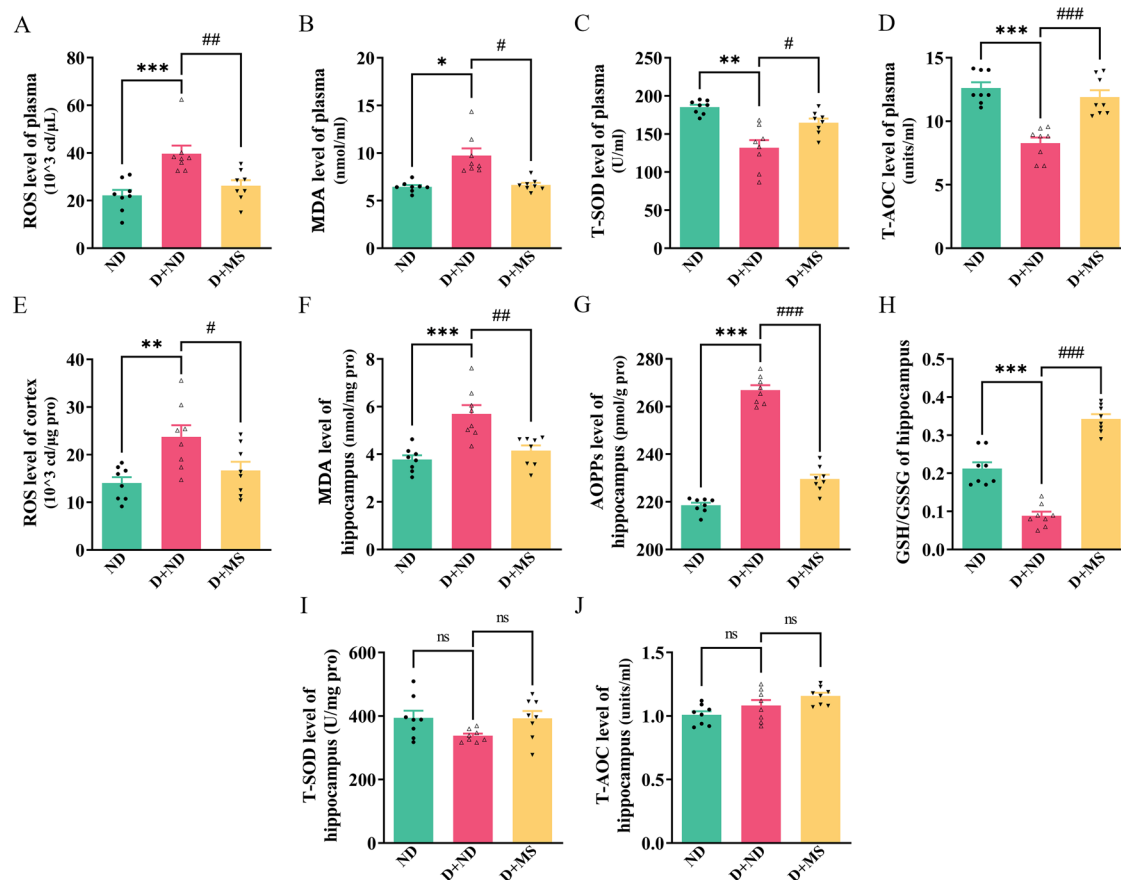 A
ROS level of plasma
(10^3 cd/μL)
80
60
40
20
0
***
##
ND
D+ND
D+MS
B
MDA level of plasma
(nmol/ml)
20
15
10
5
0
*
#
ND
D+ND
D+MS
C
T-SOD level of plasma
(U/ml)
250
200
150
100
50
0
**
#
ND
D+ND
D+MS
D
T-AOC level of plasma
(units/ml)
15
10
5
0
***
###
ND
D+ND
D+MS
E
ROS level of cortex
(10^3 cd/μg pro)
40
30
20
10
0
**
#
ND
D+ND
D+MS
F
MDA level of
hippocampus (nmol/mg pro)
8
6
4
2
0
***
##
ND
D+ND
D+MS
G
AOPPs level of
hippocampus (pmol/g pro)
280
260
240
220
200
***
###
ND
D+ND
D+MS
H
GSH/GSSG of hippocampus
0.5
0.4
0.3
0.2
0.1
0.0
***
###
ND
D+ND
D+MS
I
T-SOD level of
hippocampus (U/mg pro)
600
400
200
0
ns
ns
ND
D+ND
D+MS
J
T-AOC level of
hippocampus (units/ml)
1.5
1.0
0.5
0.0
ns
ns
ND
D+ND
D+MS